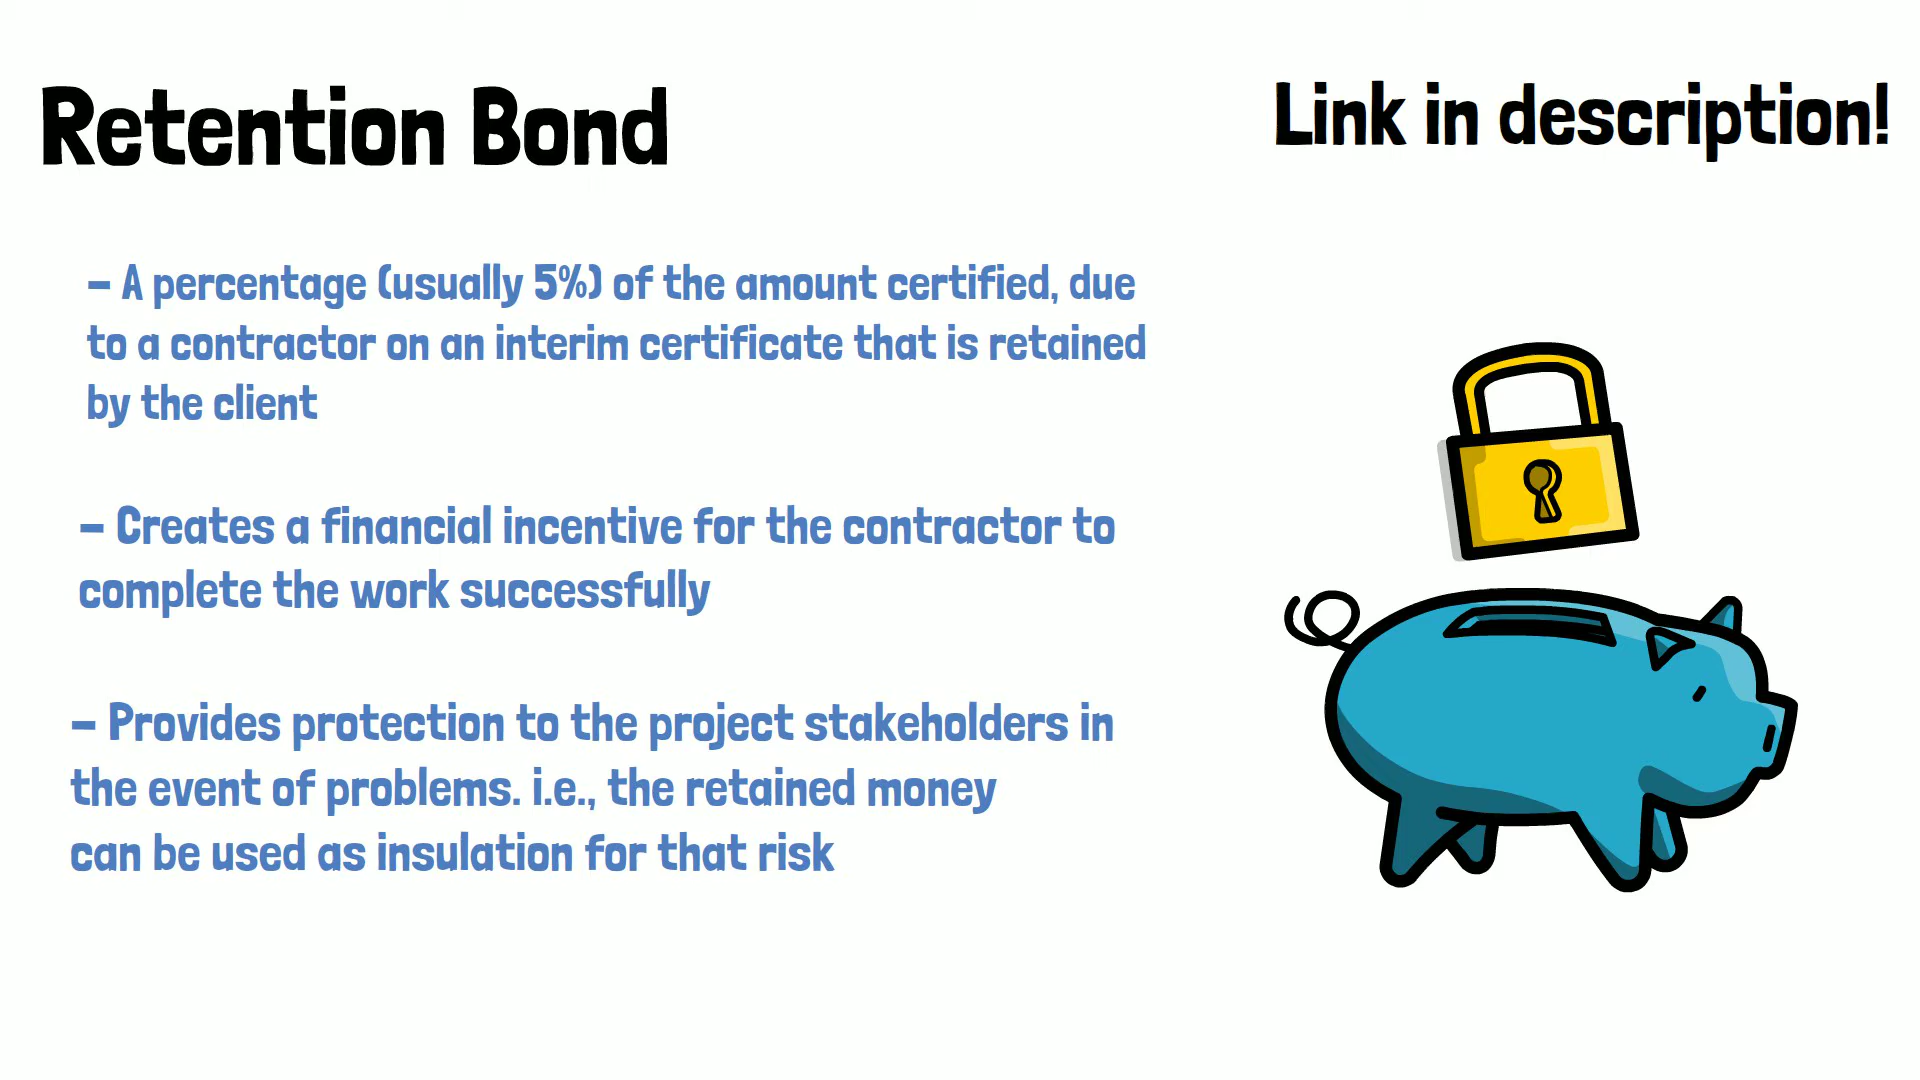 Retention Bond
Link in description!
– A percentage (usually 5%) of the amount certified, due
to a contractor on an interim certificate that is retained
by the client
– Creates a financial incentive for the contractor to
complete the work successfully
– Provides protection to the project stakeholders in
the event of problems. i.e., the retained money
can be used as insulation for that risk